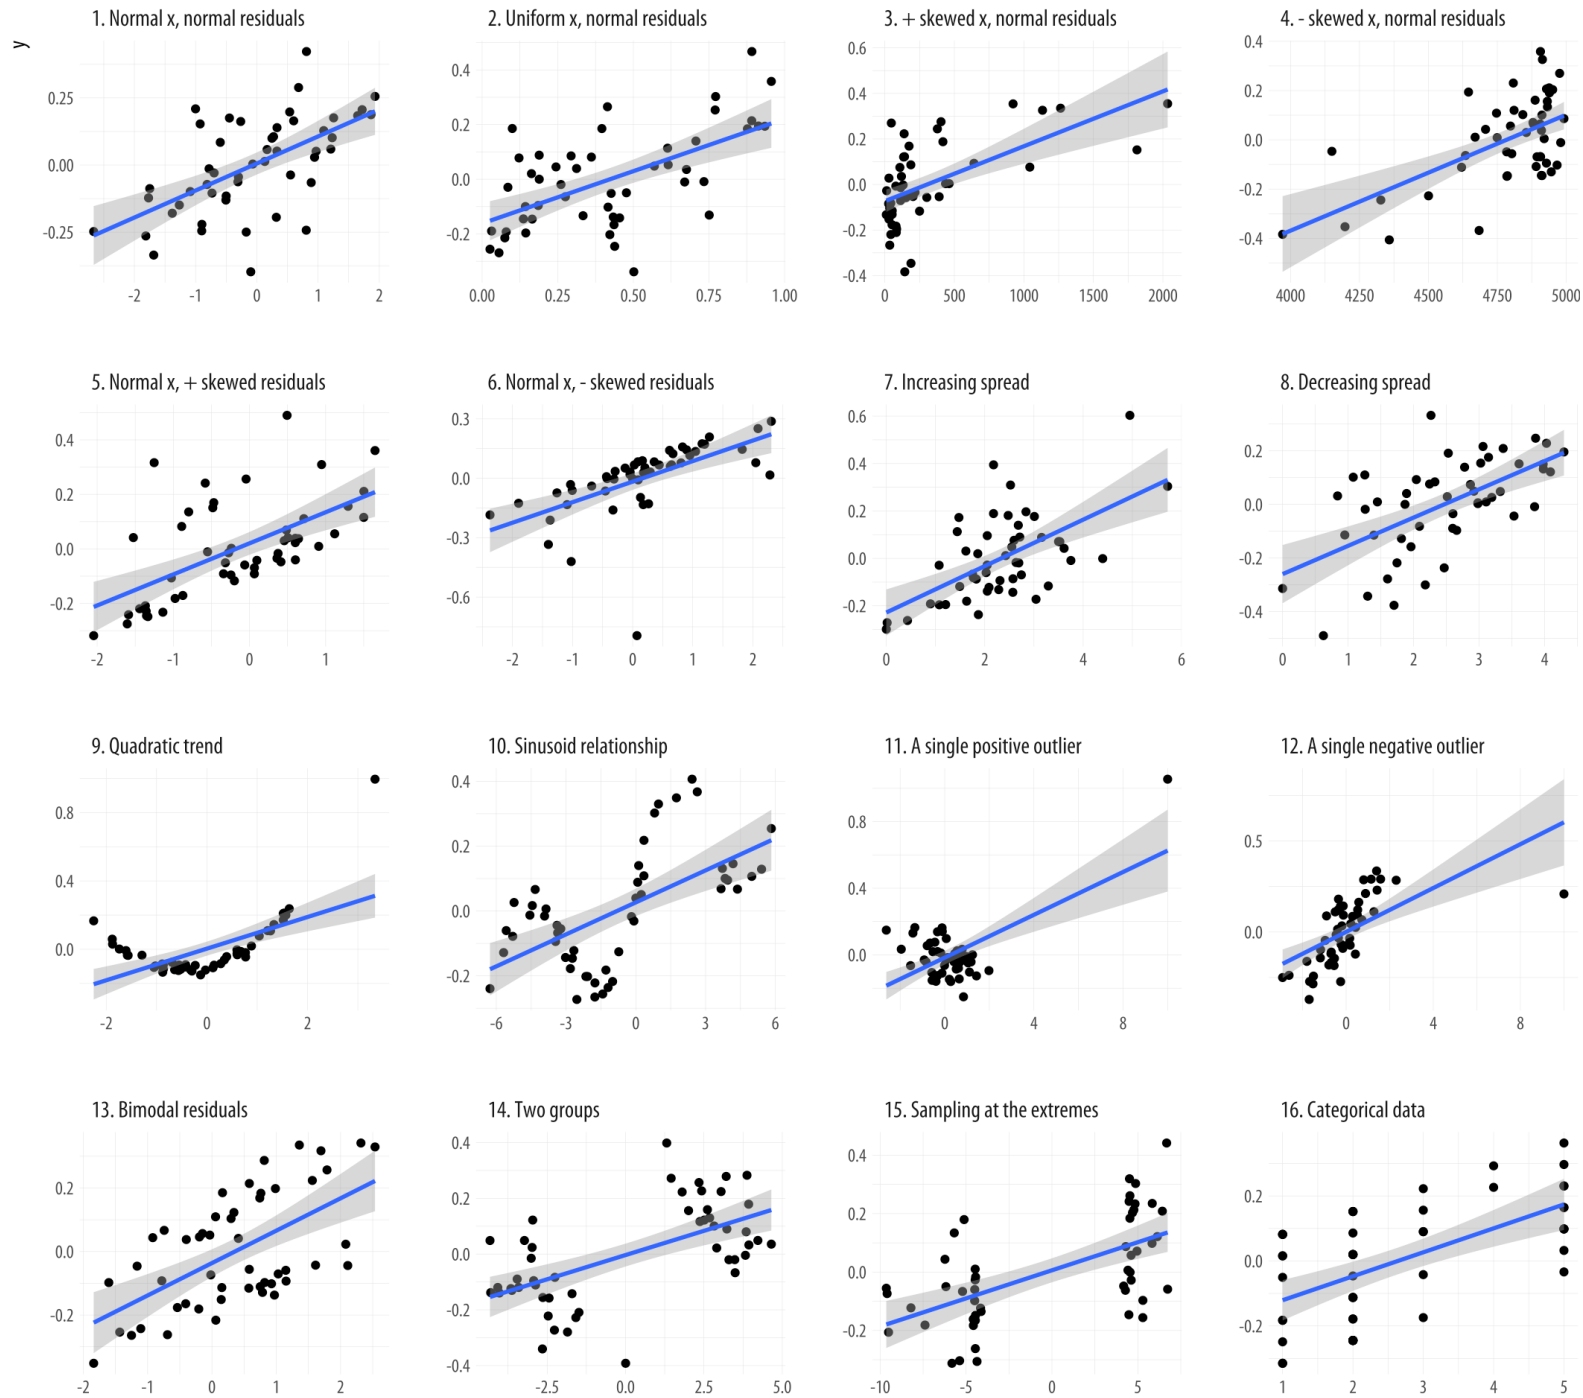 1. Normal x, normal residuals
2. Uniform x, normal residuals
3. + skewed x, normal residuals
4. - skewed x, normal residuals
y
0.25
0.00
-0.25
-2 -1 0 1 2
0.4
0.2
0.0
-0.2
0.00 0.25 0.50 0.75 1.00
0.6
0.4
0.2
0.0
-0.2
-0.4
0 500 1000 1500 2000
0.4
0.2
0.0
-0.2
-0.4
4000 4250 4500 4750 5000
5. Normal x, + skewed residuals
6. Normal x, - skewed residuals
7. Increasing spread
8. Decreasing spread
0.4
0.2
0.0
-0.2
-2 -1 0 1
0.3
0.0
-0.3
-0.6
-2 -1 0 1 2
0.6
0.4
0.2
0.0
-0.2
0 2 4 6
0.2
0.0
-0.2
-0.4
0 1 2 3 4
9. Quadratic trend
10. Sinusoid relationship
11. A single positive outlier
12. A single negative outlier
0.8
0.4
0.0
-2 0 2
0.4
0.2
0.0
-0.2
-6 -3 0 3 6
0.8
0.4
0.0
0 4 8
0.5
0.0
0 4 8
13. Bimodal residuals
14. Two groups
15. Sampling at the extremes
16. Categorical data
0.2
0.0
-0.2
-2 -1 0 1 2
0.4
0.2
0.0
-0.2
-0.4
-2.5 0.0 2.5 5.0
0.4
0.2
0.0
-0.2
-10 -5 0 5
0.2
0.0
-0.2
1 2 3 4 5